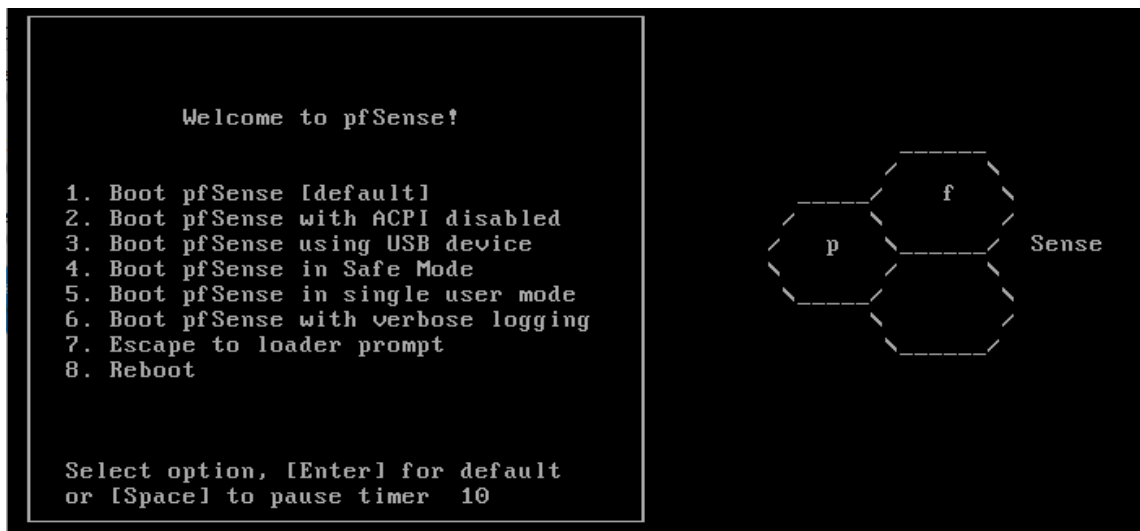 Welcome to pfSense!
1. Boot pfSense [default]
2. Boot pfSense with ACPI disabled
3. Boot pfSense using USB device
4. Boot pfSense in Safe Mode
5. Boot pfSense in single user mode
6. Boot pfSense with verbose logging
7. Escape to loader prompt
8. Reboot
Select option, [Enter] for default
or [Space] to pause timer 10
f
p
Sense